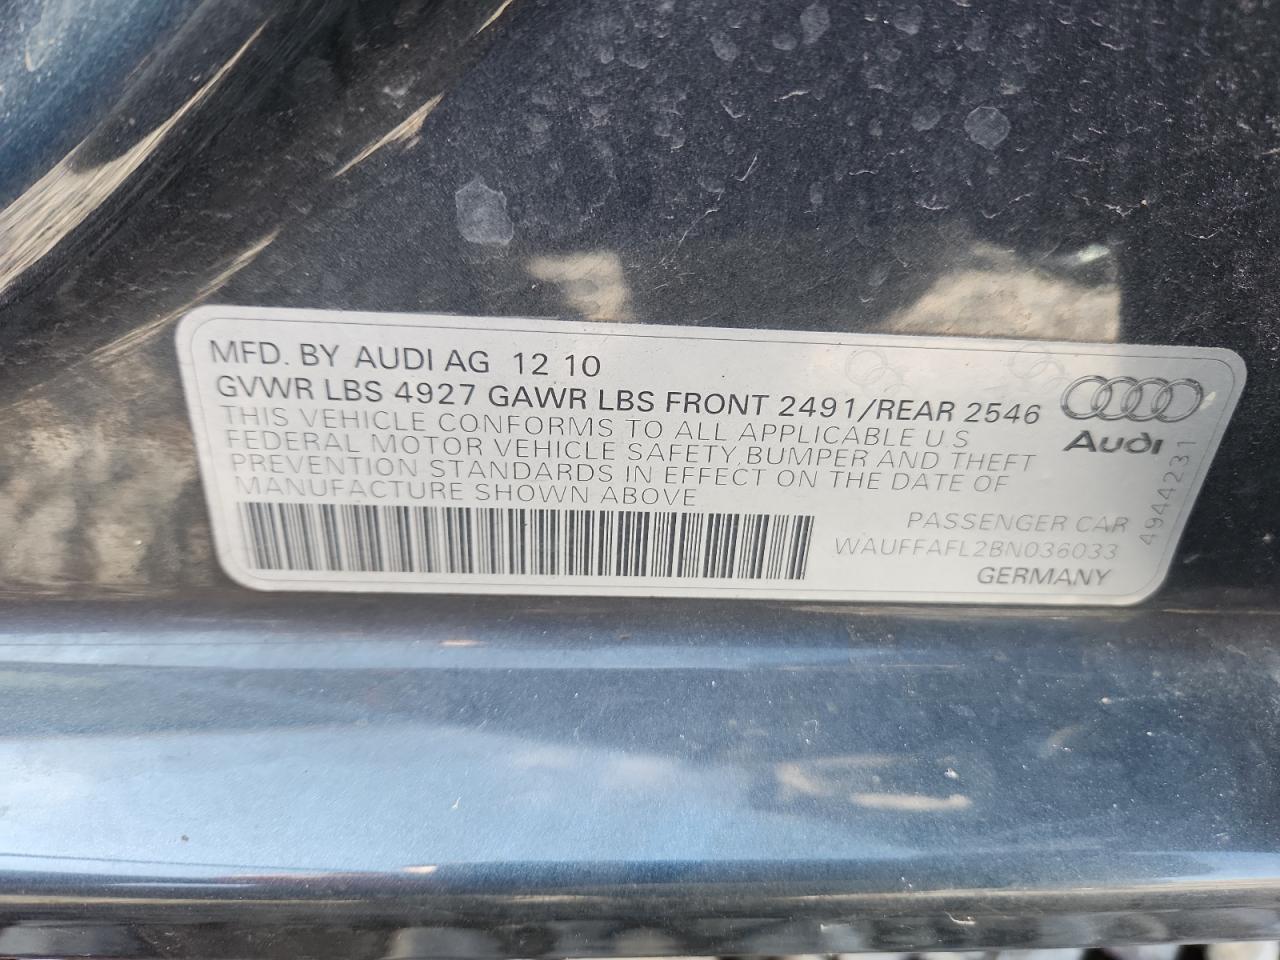 MFD. BY AUDI AG 12 10
GVWR LBS 4927 GAWR LBS FRONT 2491/REAR 2546
THIS VEHICLE CONFORMS TO ALL APPLICABLE U S
FEDERAL MOTOR VEHICLE SAFETY, BUMPER AND THEFT
PREVENTION STANDARDS IN EFFECT ON THE DATE OF
MANUFACTURE SHOWN ABOVE
Audi
PASSENGER CAR
WAUFFAFL2BN036033
GERMANY
49442331